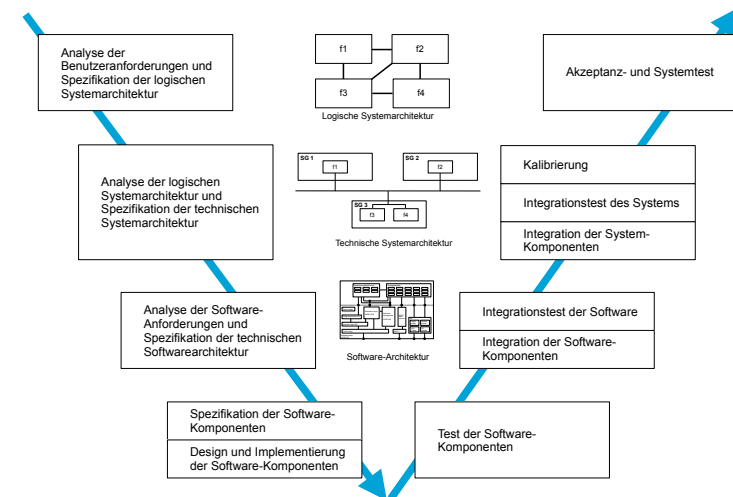 Analyse der
Benutzeranforderungen und
Spezifikation der logischen
Systemarchitektur
f1
f2
f3
f4
Logische Systemarchitektur
Akzeptanz- und Systemtest
Analyse der logischen
Systemarchitektur und
Spezifikation der technischen
Systemarchitektur
SG 1
f1
SG 2
f2
SG 3
f3
f4
Technische Systemarchitektur
Kalibrierung
Integrationstest des Systems
Integration der System-
Komponenten
Analyse der Software-
Anforderungen und
Spezifikation der technischen
Softwarearchitektur
Software-Architektur
Integrationstest der Software
Integration der Software-
Komponenten
Spezifikation der Software-
Komponenten
Design und Implementierung
der Software-Komponenten
Test der Software-
Komponenten